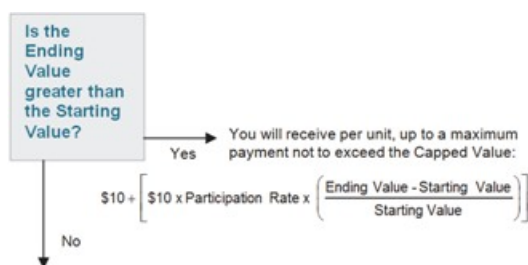 Is the
Ending
Value
greater than
the Starting
Value?
Yes
You will receive per unit, up to a maximum
payment not to exceed the Capped Value:
$10 + [ $10 x Participation Rate x ( Ending Value - Starting Value / Starting Value ) ]
No